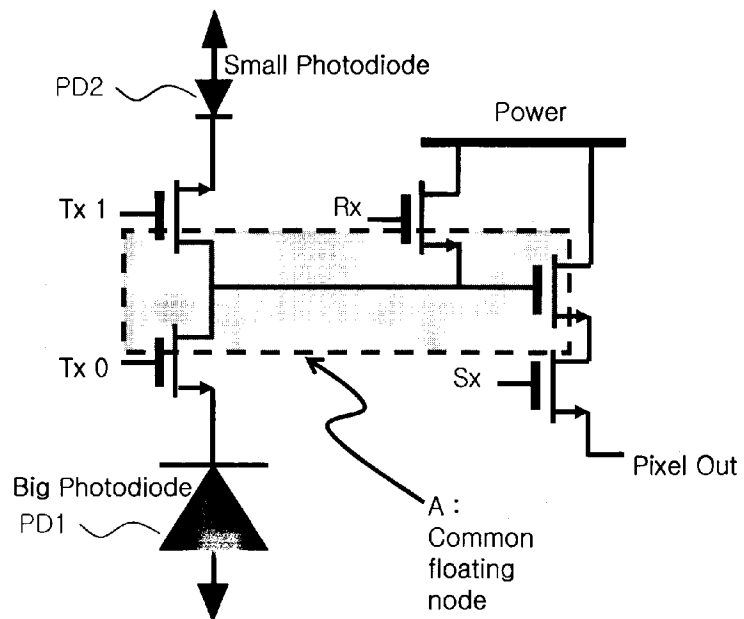 Small Photodiode
PD2
Power
Tx 1
Rx
Tx 0
Sx
Pixel Out
Big Photodiode
PD1
A :
Common
floating
node